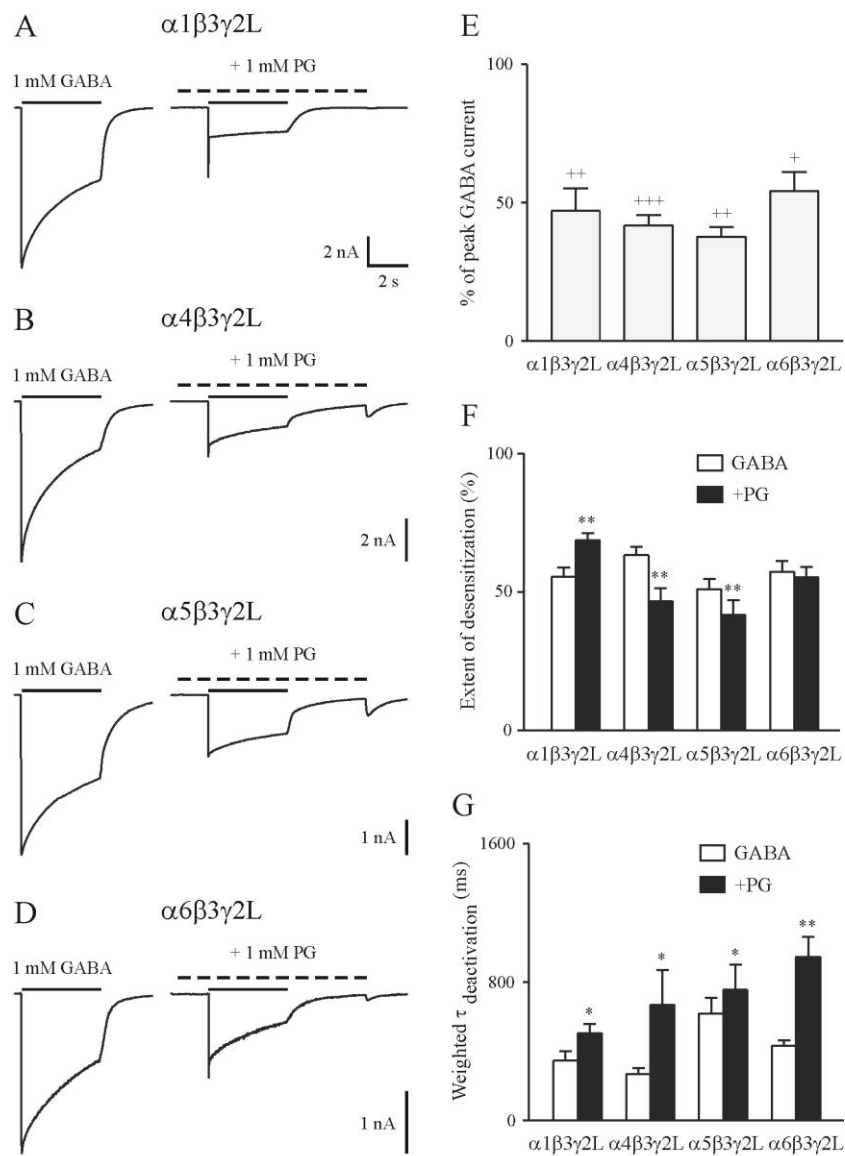 A
α1β3γ2L
1 mM GABA
+ 1 mM PG
2 nA
2 s
B
α4β3γ2L
1 mM GABA
+ 1 mM PG
2 nA
C
α5β3γ2L
1 mM GABA
+ 1 mM PG
1 nA
D
α6β3γ2L
1 mM GABA
+ 1 mM PG
1 nA
E
% of peak GABA current
100
50
0
++
+++
++
+
α1β3γ2L α4β3γ2L α5β3γ2L α6β3γ2L
F
Extent of desensitization (%)
100
50
0
GABA
+PG
**
**
**
α1β3γ2L α4β3γ2L α5β3γ2L α6β3γ2L
G
Weighted τ deactivation (ms)
1600
800
0
GABA
+PG
*
*
*
**
α1β3γ2L α4β3γ2L α5β3γ2L α6β3γ2L